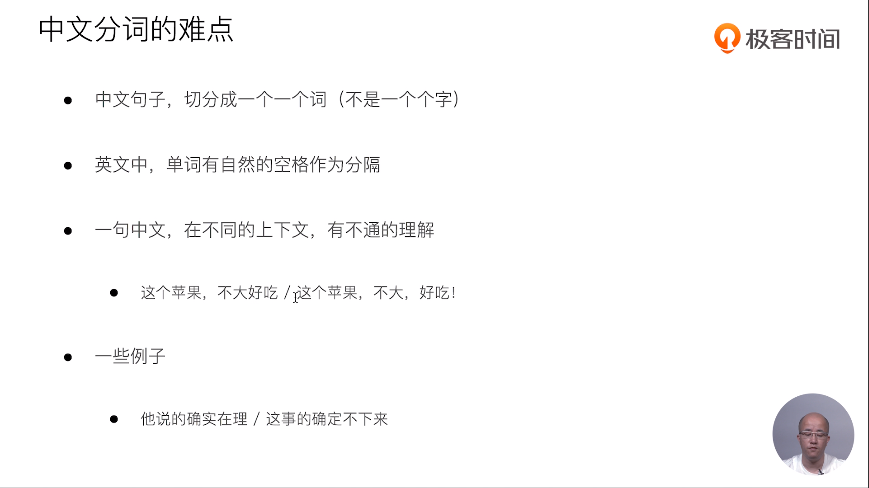 中文分词的难点
极客时间
● 中文句子，切分成一个一个词（不是一个个字）
● 英文中，单词有自然的空格作为分隔
● 一句中文，在不同的上下文，有不通的理解
● 这个苹果，不大好吃 / 这个苹果，不大，好吃！
● 一些例子
● 他说的确实在理 / 这事的确定不下来